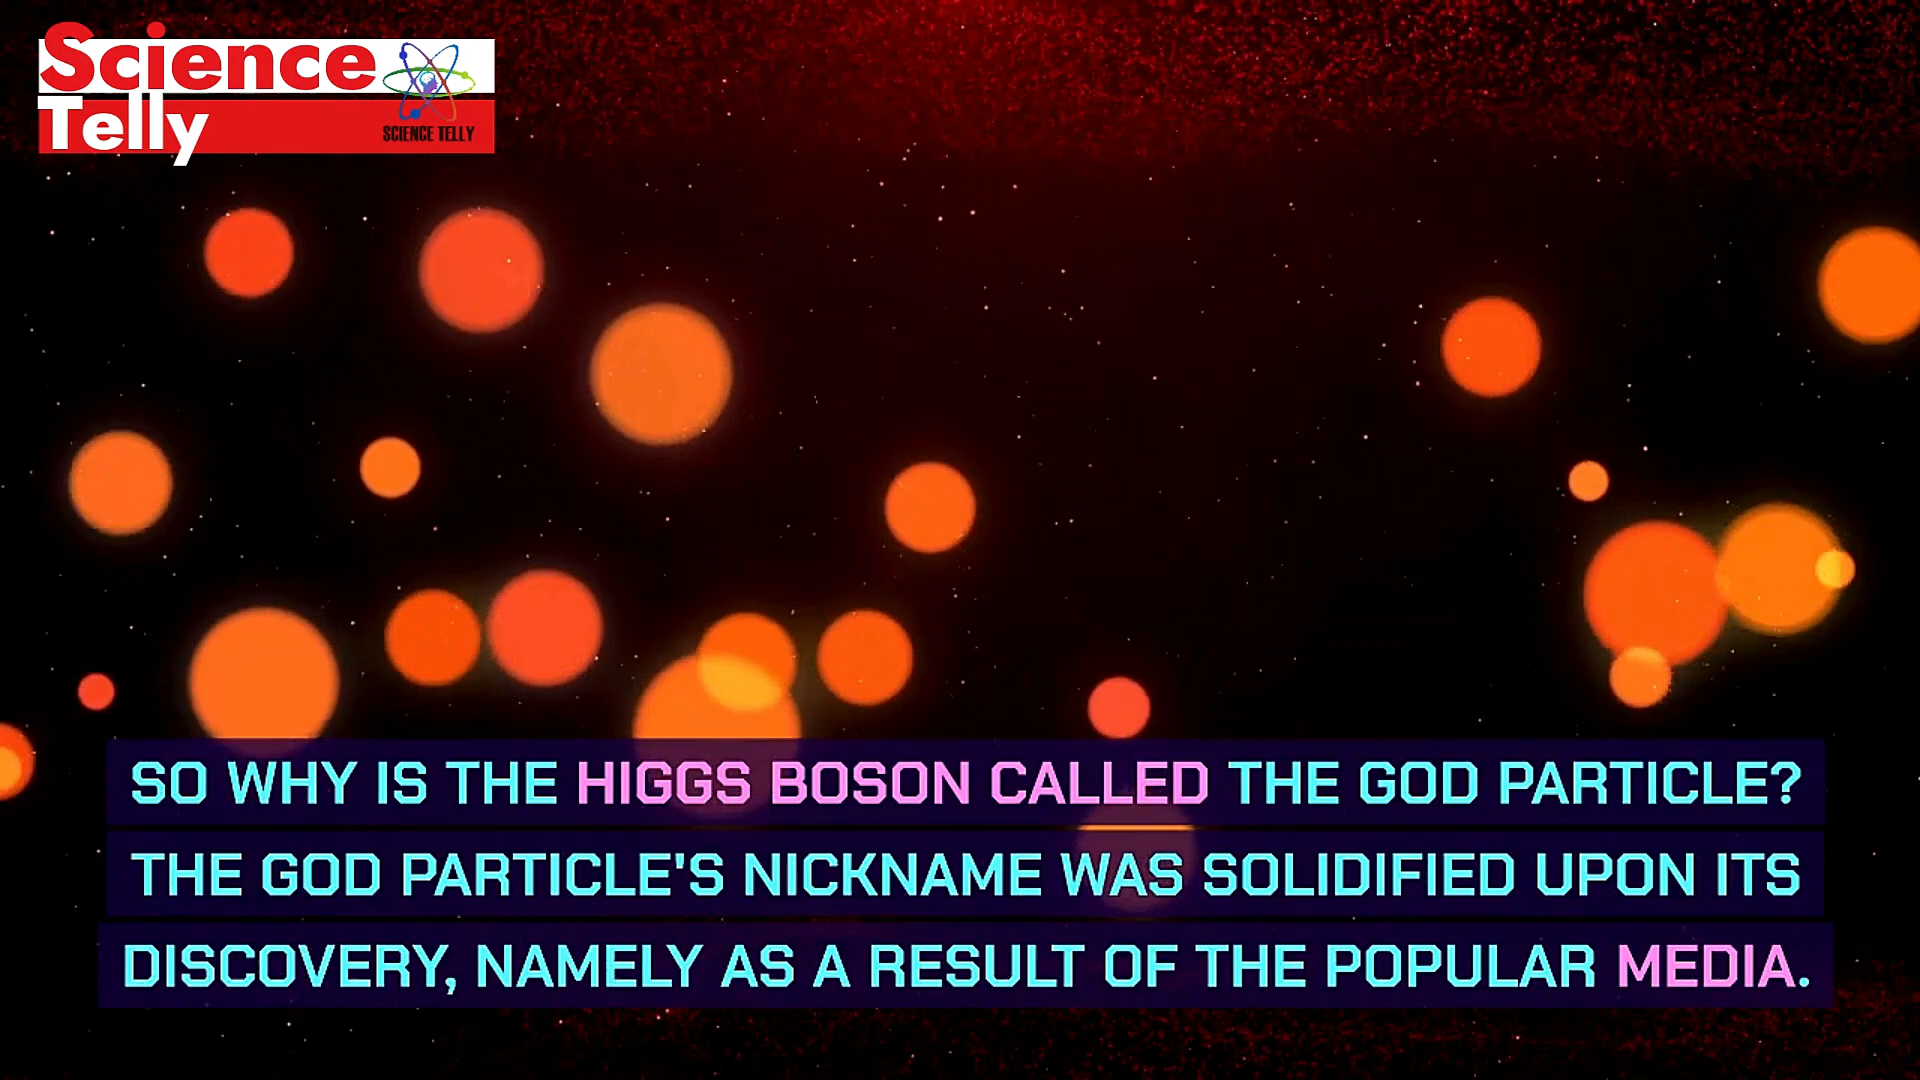 Science
Telly
SCIENCE TELLY
SO WHY IS THE HIGGS BOSON CALLED THE GOD PARTICLE?
THE GOD PARTICLE'S NICKNAME WAS SOLIDIFIED UPON ITS
DISCOVERY, NAMELY AS A RESULT OF THE POPULAR MEDIA.